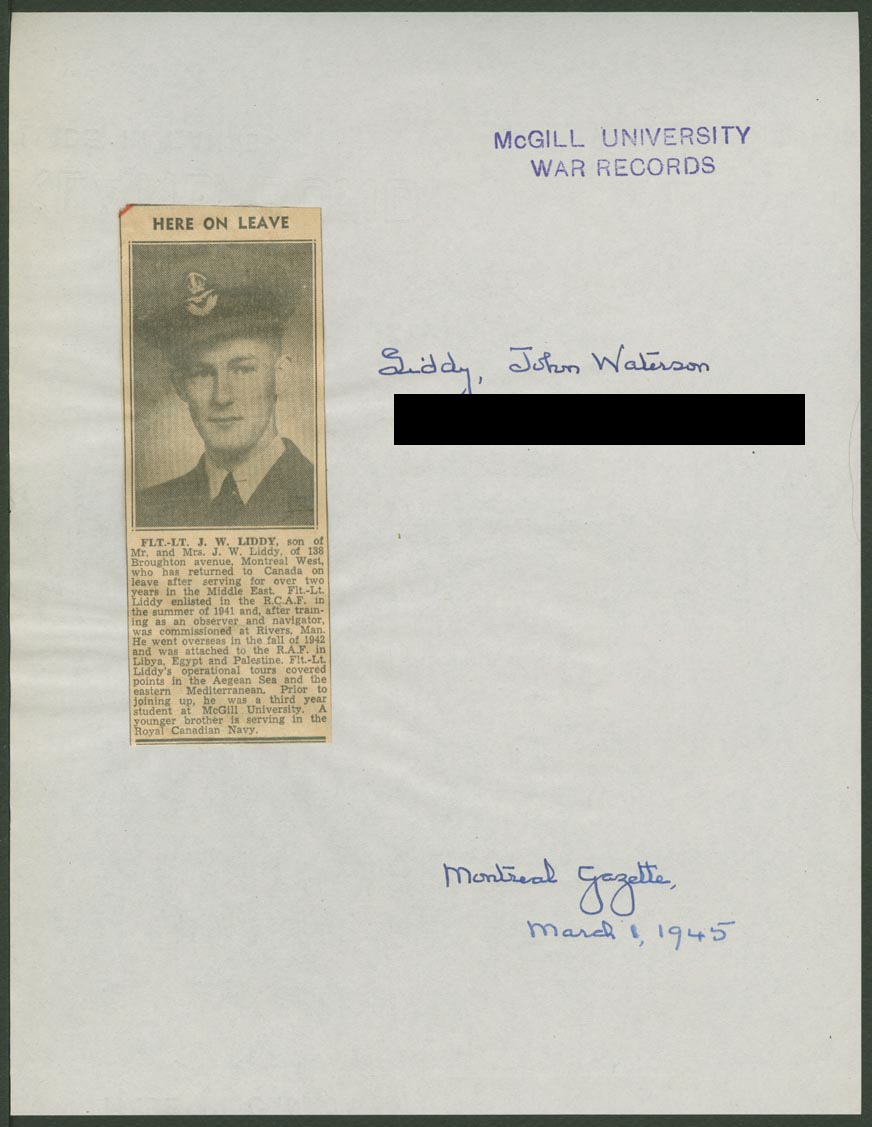 McGILL UNIVERSITY
WAR RECORDS
HERE ON LEAVE
Liddy, John Waterson
FLT.-LT. J. W. LIDDY, son of
Mr. and Mrs. J. W. Liddy, of 138
Broughton avenue, Montreal West,
who has returned to Canada on
leave after serving for over two
years in the Middle East. Flt.-Lt.
Liddy enlisted in the R.C.A.F. in
the summer of 1941 and, after train-
ing as an observer and navigator,
was commissioned at Rivers, Man.
He went overseas in the fall of 1942
and was attached to the R.A.F. in
Libya, Egypt and Palestine. Flt.-Lt.
Liddy's operational tours covered
points in the Aegean Sea and the
eastern Mediterranean. Prior to
joining up, he was a third year
student at McGill University. A
younger brother is serving in the
Royal Canadian Navy.
Montreal Gazette,
March 1, 1945